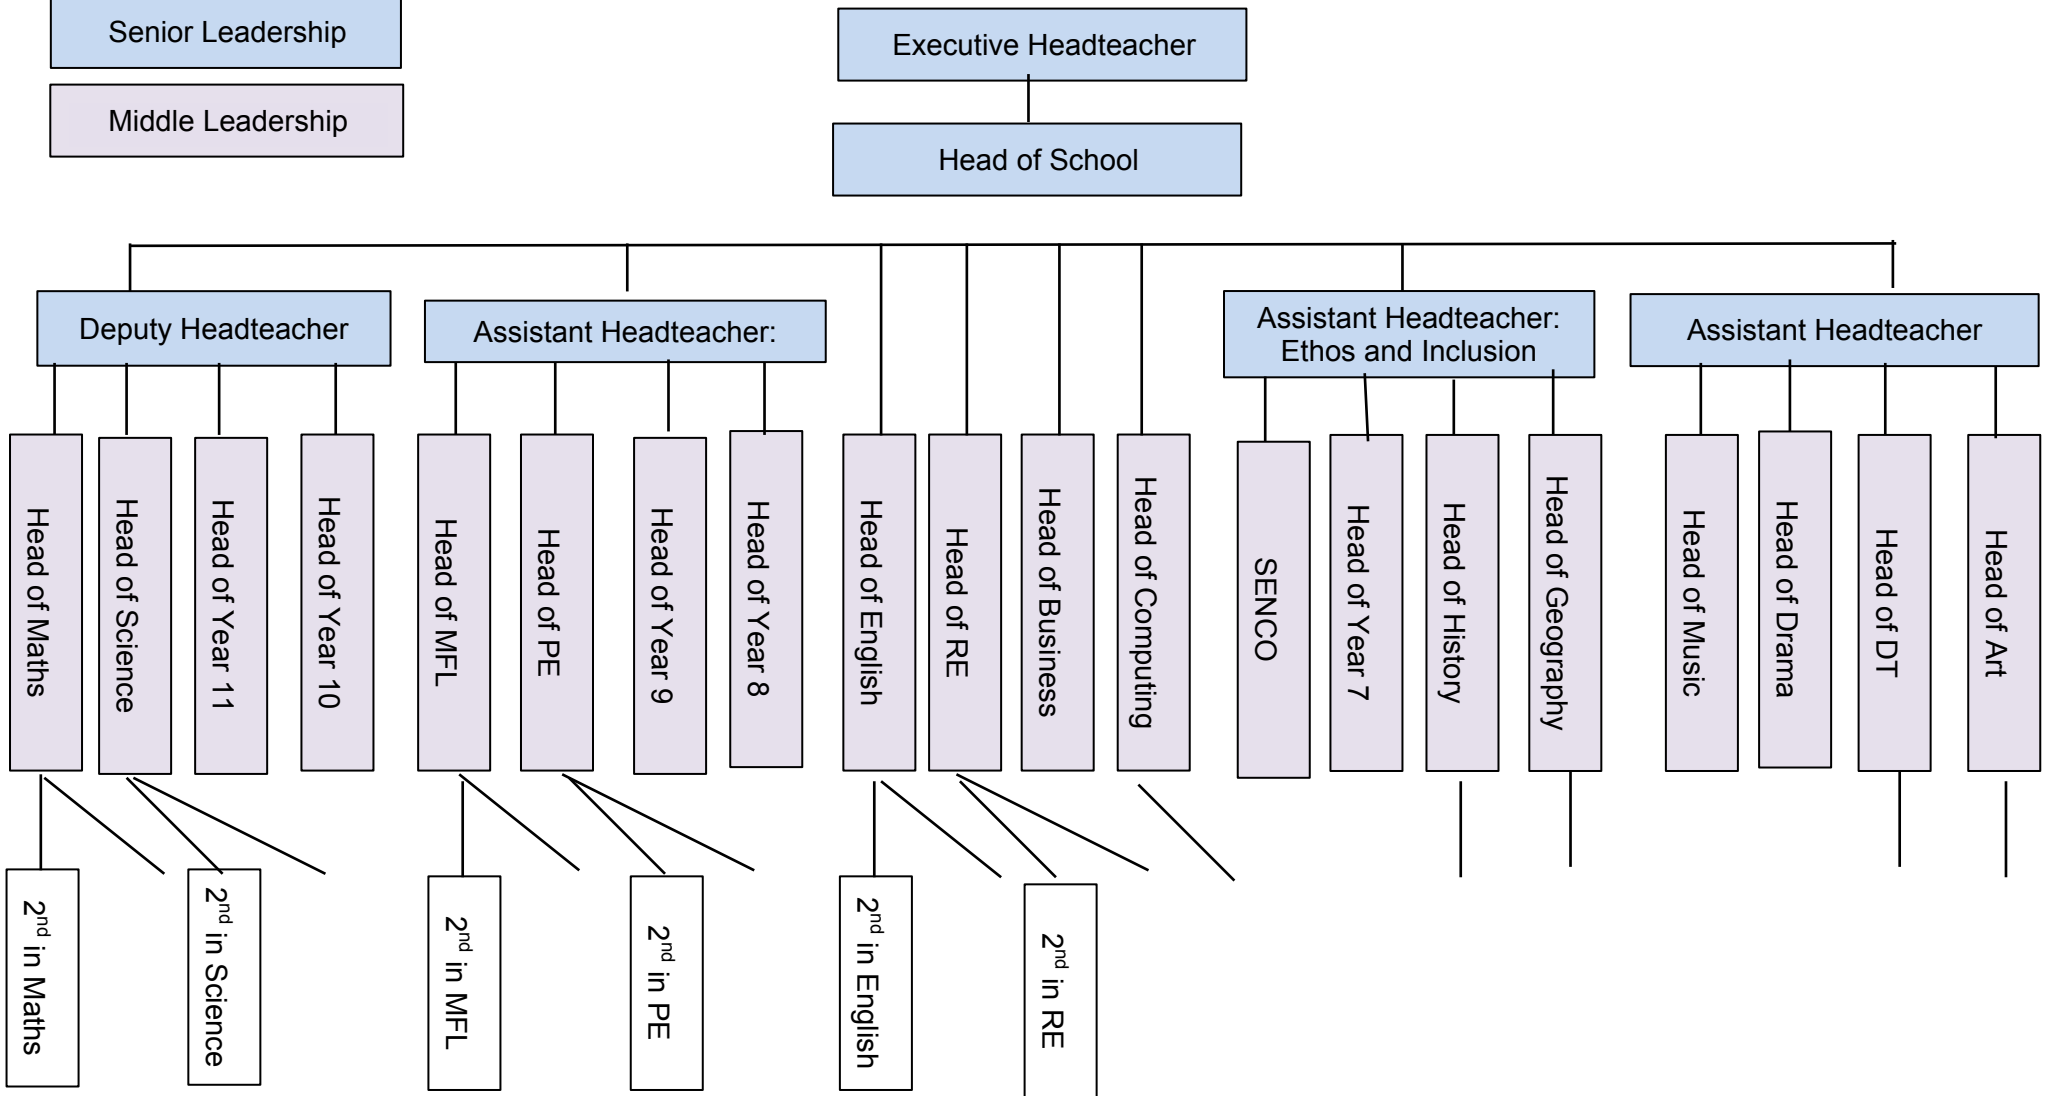 Senior Leadership
Executive Headteacher
Middle Leadership
Head of School
Deputy Headteacher
Assistant Headteacher:
Assistant Headteacher:
Ethos and Inclusion
Assistant Headteacher
Head of Maths
Head of Science
Head of Year 11
Head of Year 10
Head of MFL
Head of PE
Head of Year 9
Head of Year 8
Head of English
Head of RE
Head of Business
Head of Computing
SENCO
Head of Year 7
Head of History
Head of Geography
Head of Music
Head of Drama
Head of DT
Head of Art
2nd in Maths
2nd in Science
2nd in MFL
2nd in PE
2nd in English
2nd in RE